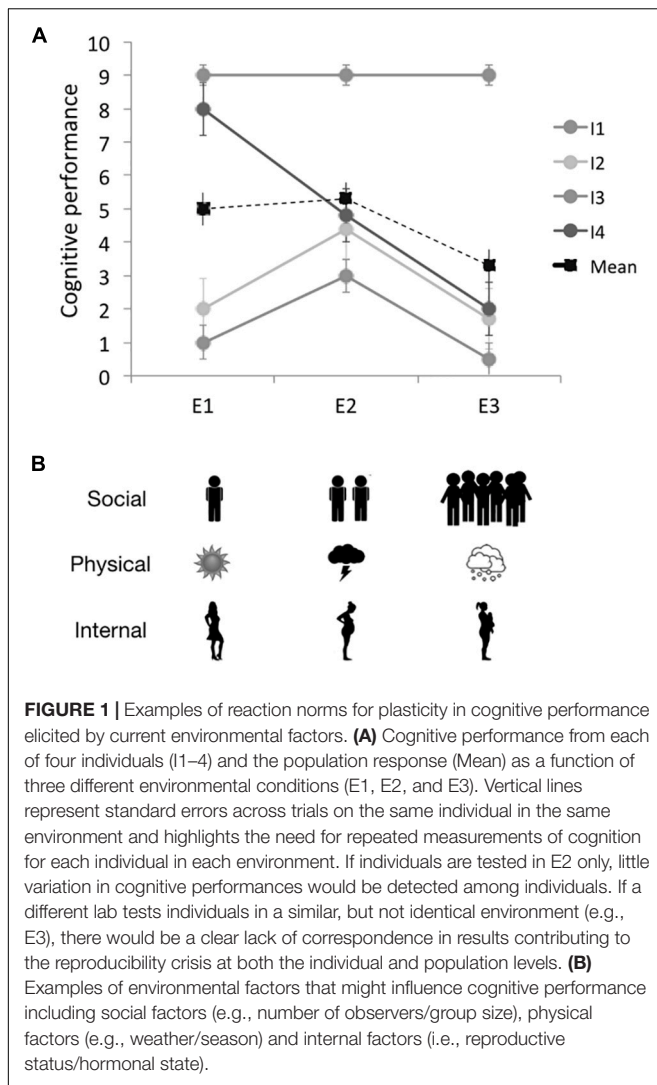 A
10
9
8
7
6
5
4
3
2
1
0
Cognitive performance
E1 E2 E3
I1
I2
I3
I4
Mean
B
Social
Physical
Internal
FIGURE 1 | Examples of reaction norms for plasticity in cognitive performance
elicited by current environmental factors. (A) Cognitive performance from each
of four individuals (I1–4) and the population response (Mean) as a function of
three different environmental conditions (E1, E2, and E3). Vertical lines
represent standard errors across trials on the same individual in the same
environment and highlights the need for repeated measurements of cognition
for each individual in each environment. If individuals are tested in E2 only, little
variation in cognitive performances would be detected among individuals. If a
different lab tests individuals in a similar, but not identical environment (e.g.,
E3), there would be a clear lack of correspondence in results contributing to
the reproducibility crisis at both the individual and population levels. (B)
Examples of environmental factors that might influence cognitive performance
including social factors (e.g., number of observers/group size), physical
factors (e.g., weather/season) and internal factors (i.e., reproductive
status/hormonal state).